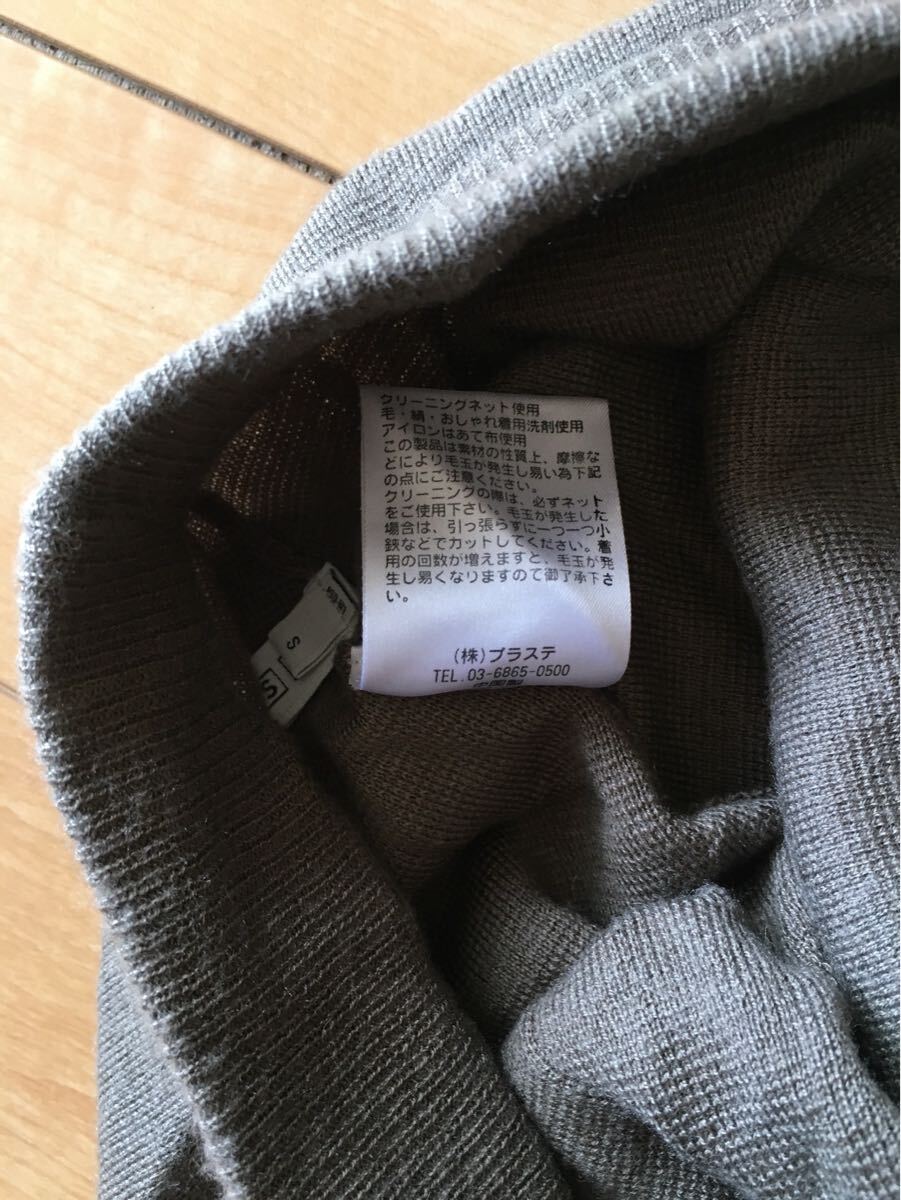 クリーニングネット使用
毛・絹・おしゃれ着用洗剤使用
アイロンはあて布使用
この製品は素材の性質上、摩擦な
どにより毛玉が発生し易い為下記
の点にご注意ください。
クリーニングの際は、必ずネット
をご使用下さい。毛玉が発生した
場合は、引っ張らずに一つ一つ小
鋏などでカットしてください。着
用の回数が増えますと、毛玉が発
生し易くなりますので御了承下さ
い。
(株)プラステ
TEL.03-6865-0500
中国製
S
S